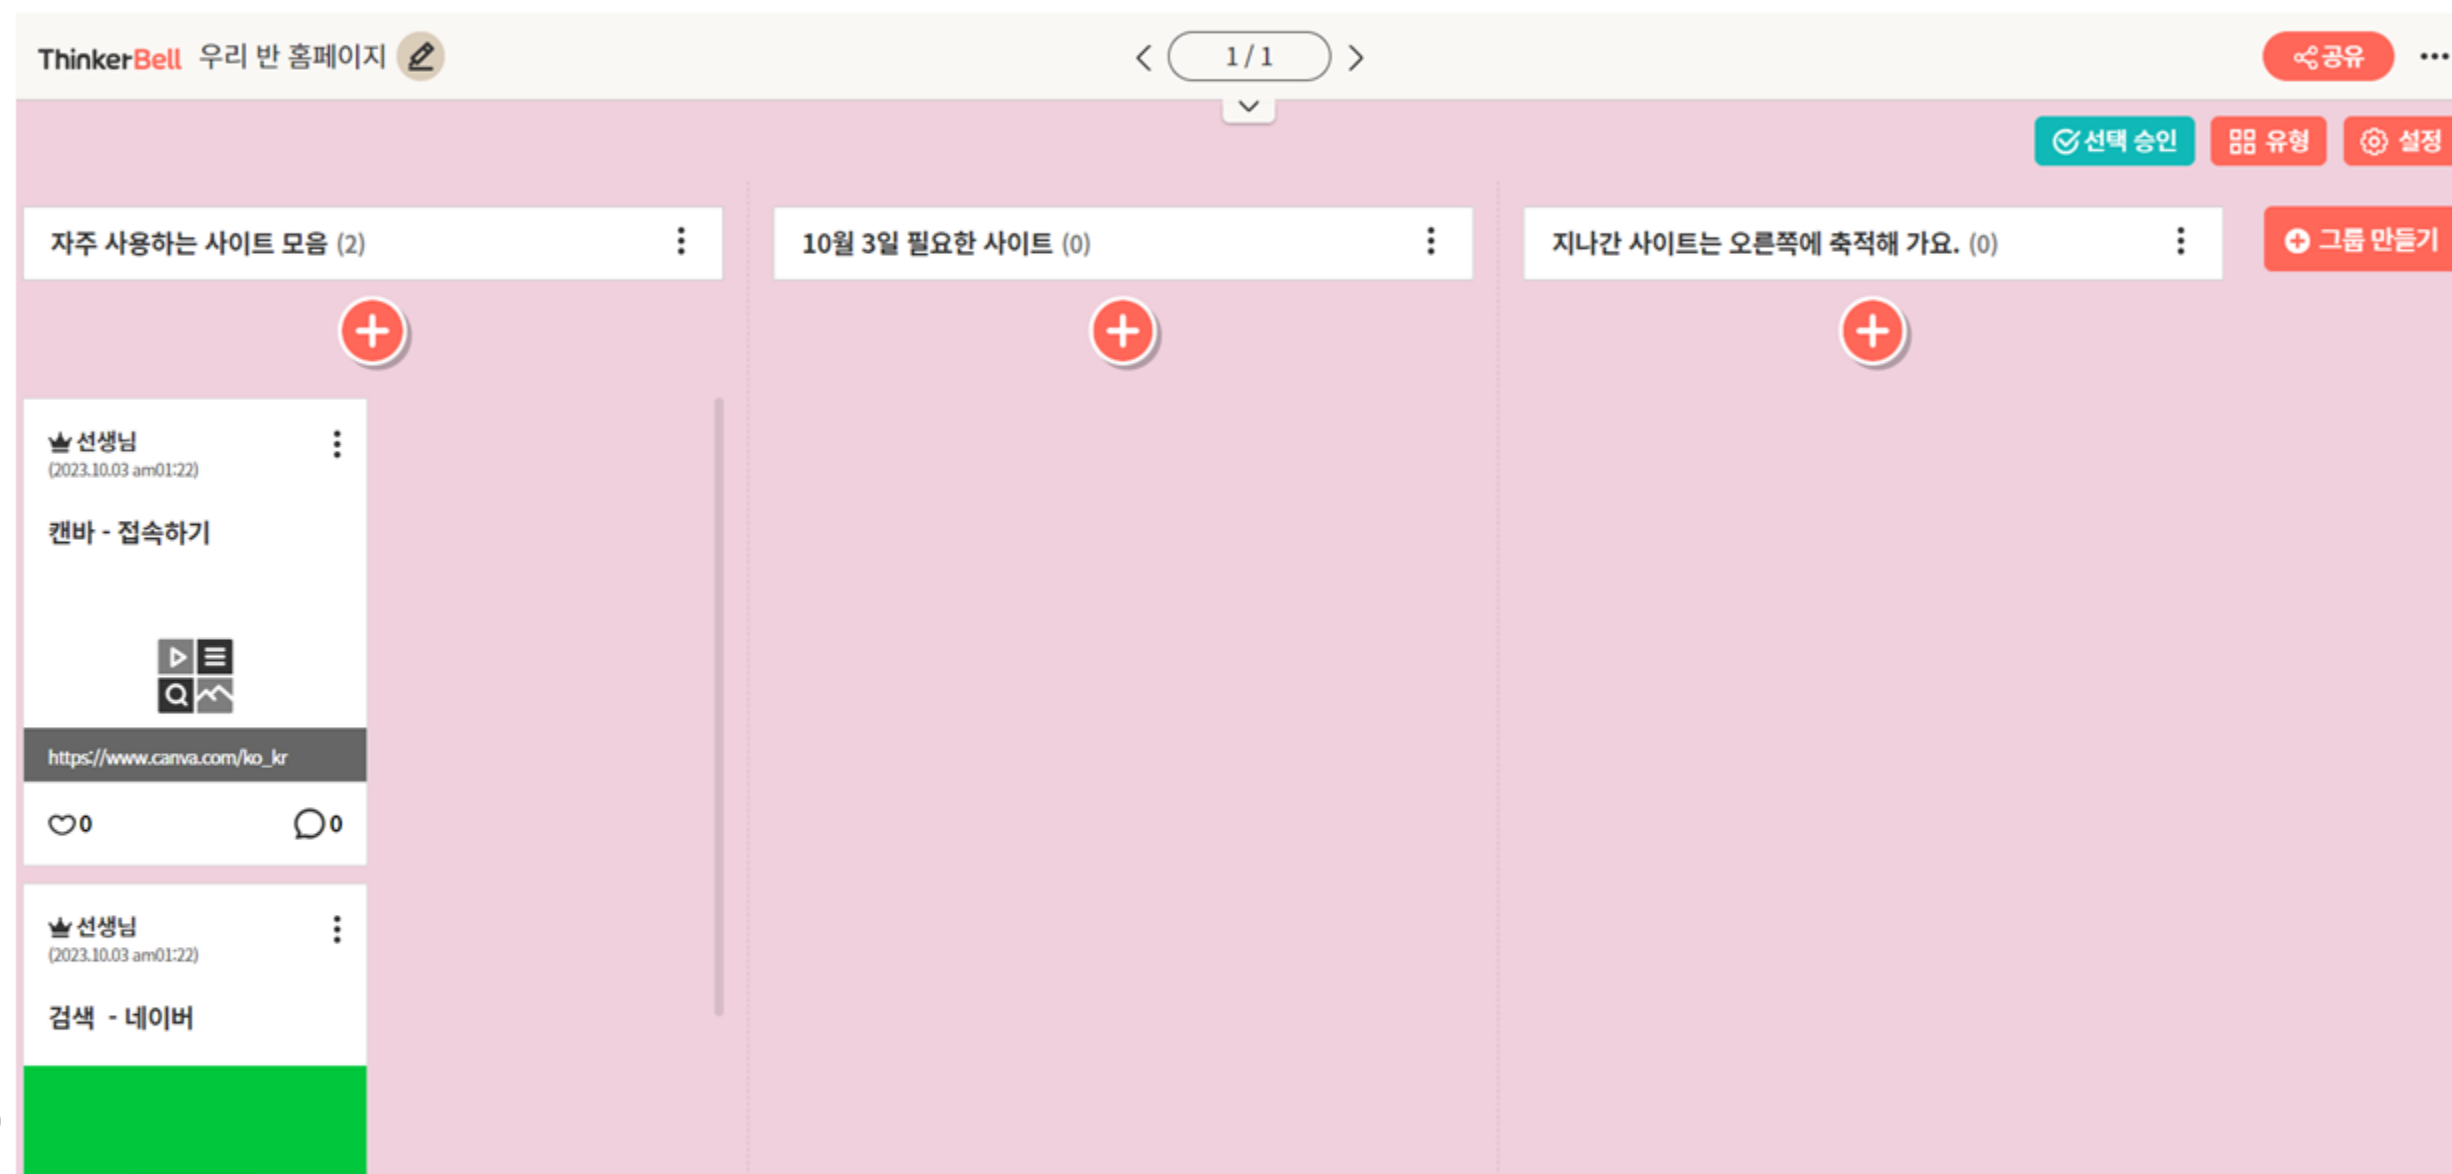 ThinkerBell 우리 반 홈페이지
1 / 1
공유
선택 승인
유형
설정
자주 사용하는 사이트 모음 (2)
10월 3일 필요한 사이트 (0)
지나간 사이트는 오른쪽에 축적해 가요. (0)
그룹 만들기
선생님
(2023.10.03 am01:22)
캔바 - 접속하기
https://www.canva.com/ko_kr
0
0
선생님
(2023.10.03 am01:22)
검색 - 네이버